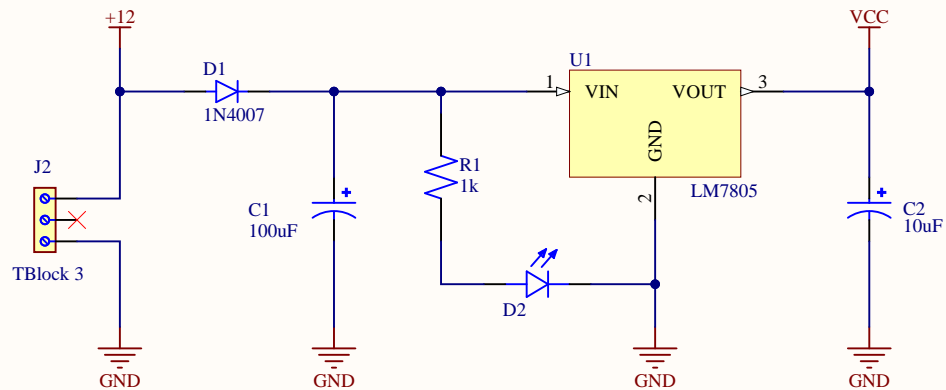 +12
VCC
D1
1N4007
U1
1
VIN
VOUT
3
GND
2
LM7805
J2
TBlock 3
R1
1k
C1
100uF
C2
10uF
D2
GND
GND
GND
GND